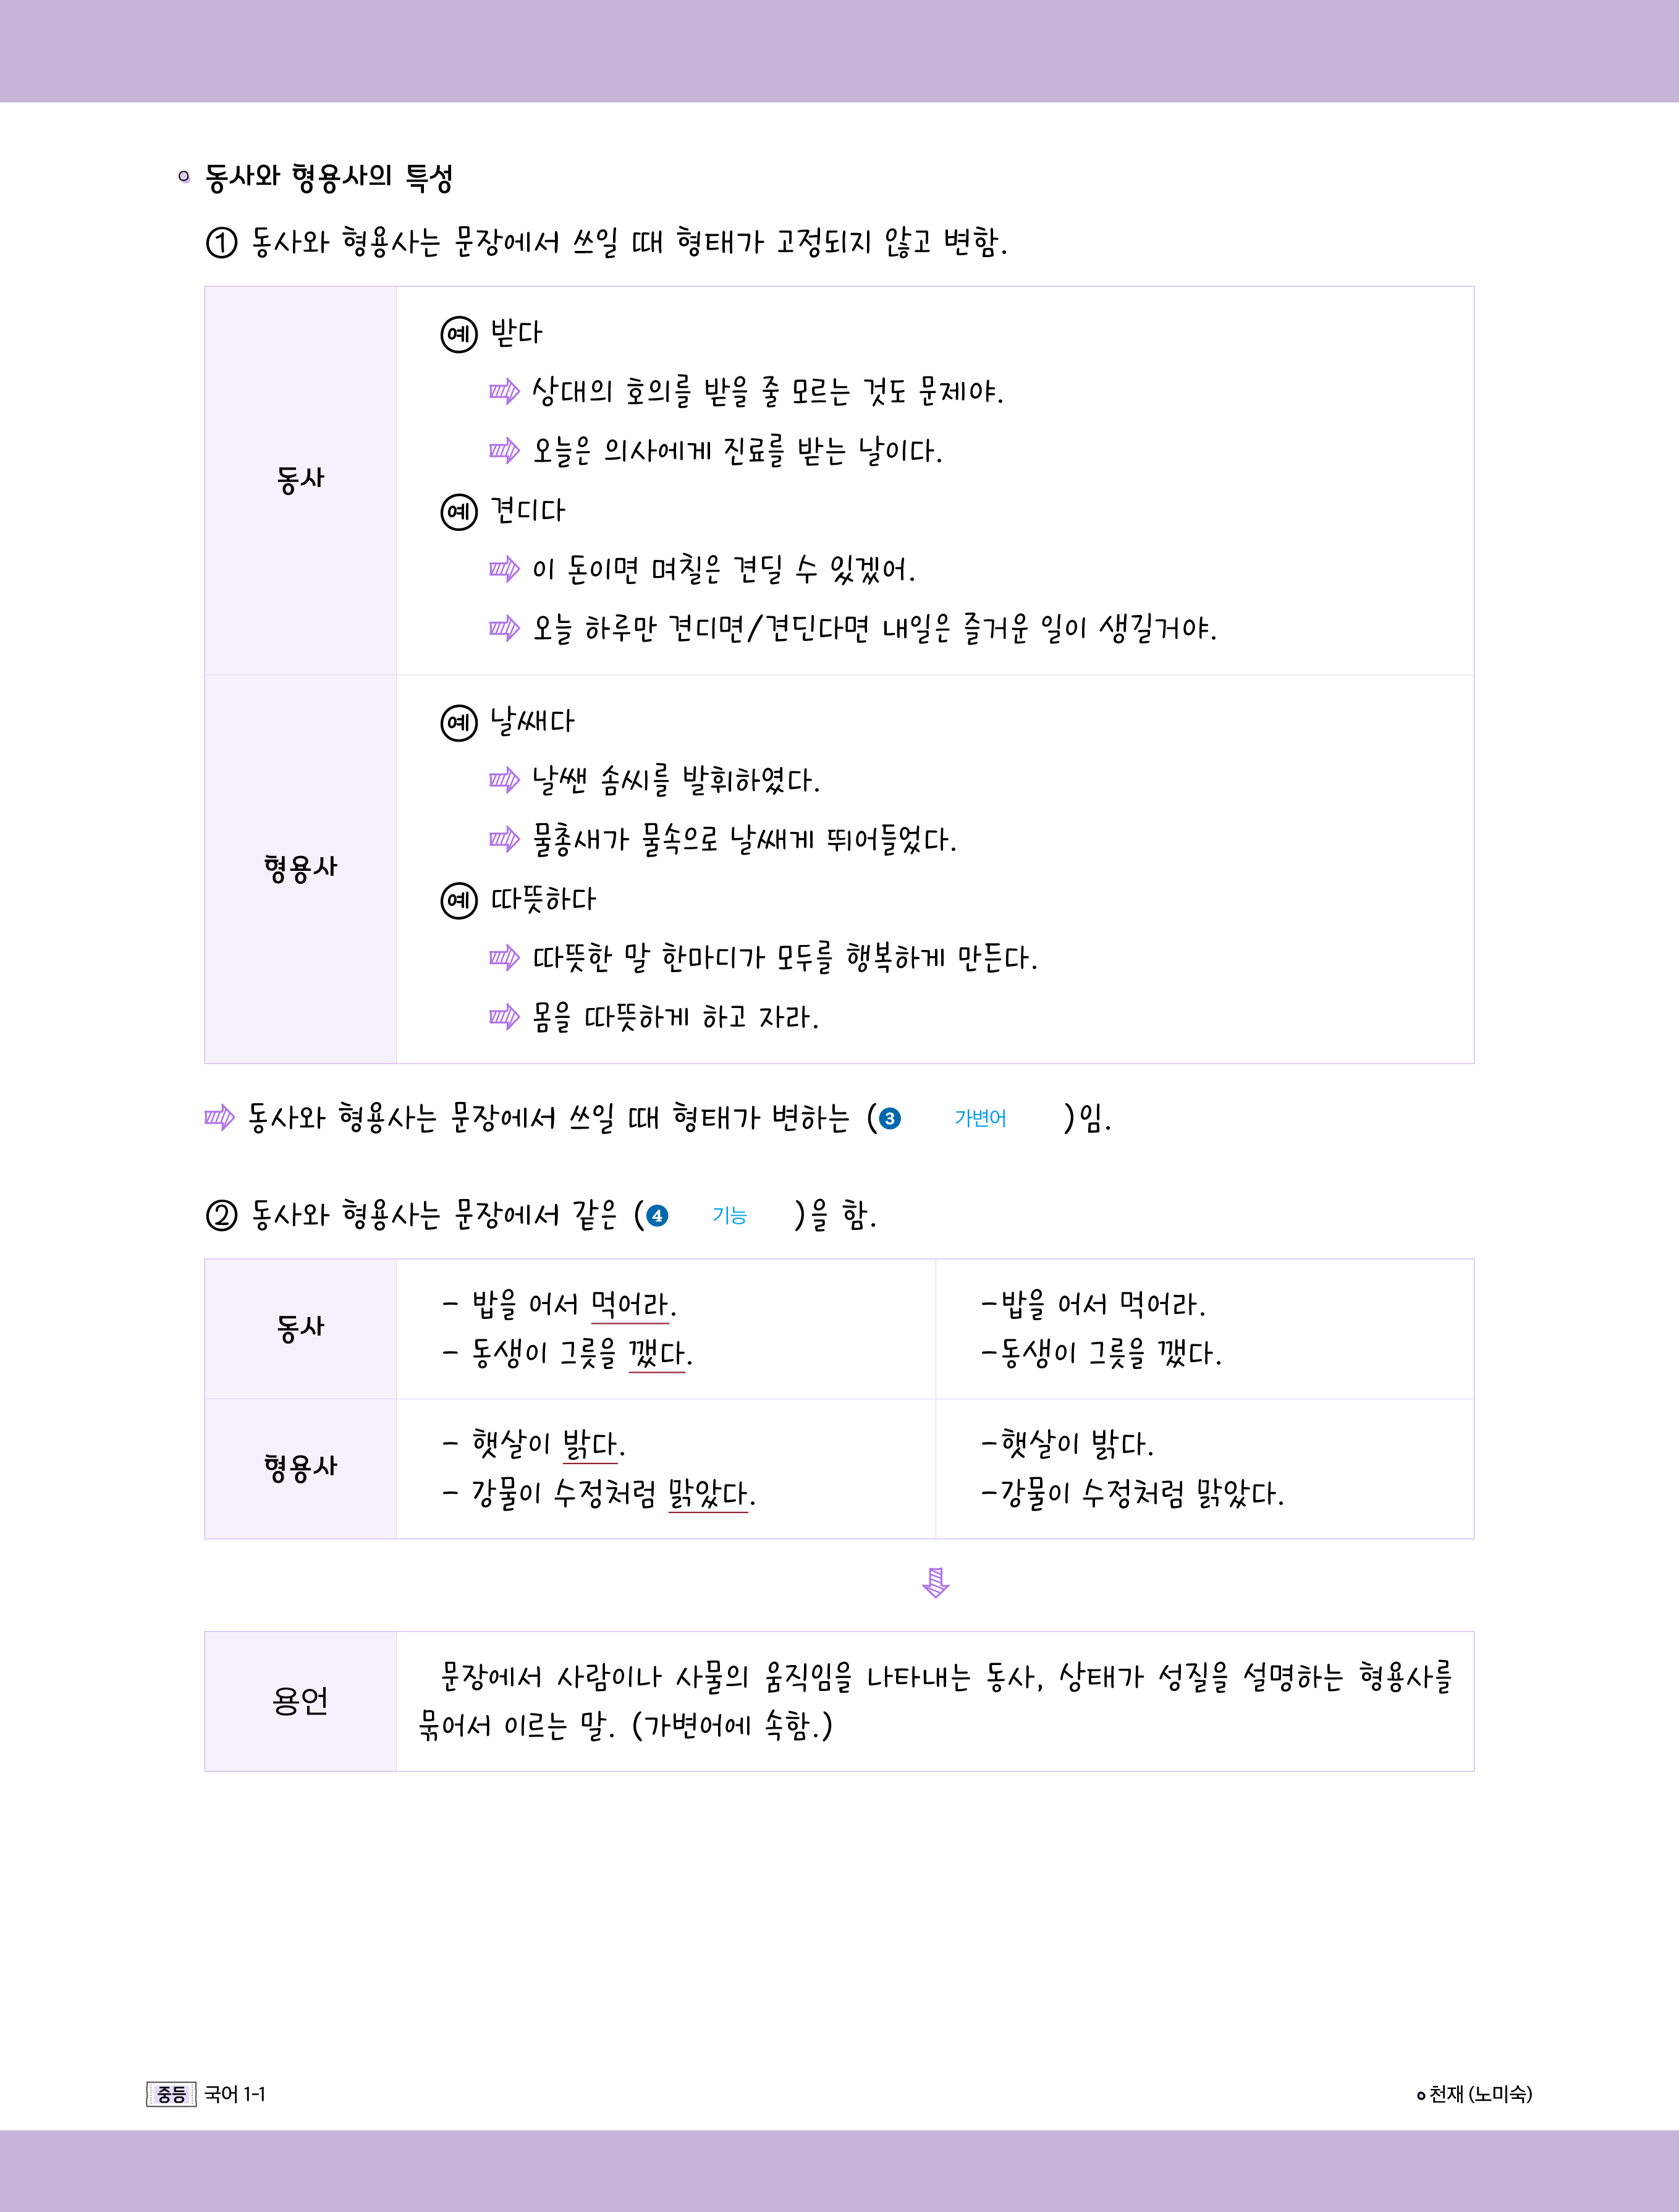 동사와 형용사의 특성
① 동사와 형용사는 문장에서 쓰일 때 형태가 고정되지 않고 변함.
동사
예 받다
상대의 호의를 받을 줄 모르는 것도 문제야.
오늘은 의사에게 진료를 받는 날이다.
예 견디다
이 돈이면 며칠은 견딜 수 있겠어.
오늘 하루만 견디면/견딘다면 내일은 즐거운 일이 생길거야.
형용사
예 날쌔다
날쌘 솜씨를 발휘하였다.
물총새가 물속으로 날쌔게 뛰어들었다.
예 따뜻하다
따뜻한 말 한마디가 모두를 행복하게 만든다.
몸을 따뜻하게 하고 자라.
동사와 형용사는 문장에서 쓰일 때 형태가 변하는 (❸ 가변어 )임.
② 동사와 형용사는 문장에서 같은 (❹ 기능 )을 함.
동사
- 밥을 어서 먹어라.
- 동생이 그릇을 깼다.
-밥을 어서 먹어라.
-동생이 그릇을 깼다.
형용사
- 햇살이 밝다.
- 강물이 수정처럼 맑았다.
-햇살이 밝다.
-강물이 수정처럼 맑았다.
용언
문장에서 사람이나 사물의 움직임을 나타내는 동사, 상태가 성질을 설명하는 형용사를
묶어서 이르는 말. (가변어에 속함.)
중등 국어 1-1
천재 (노미숙)